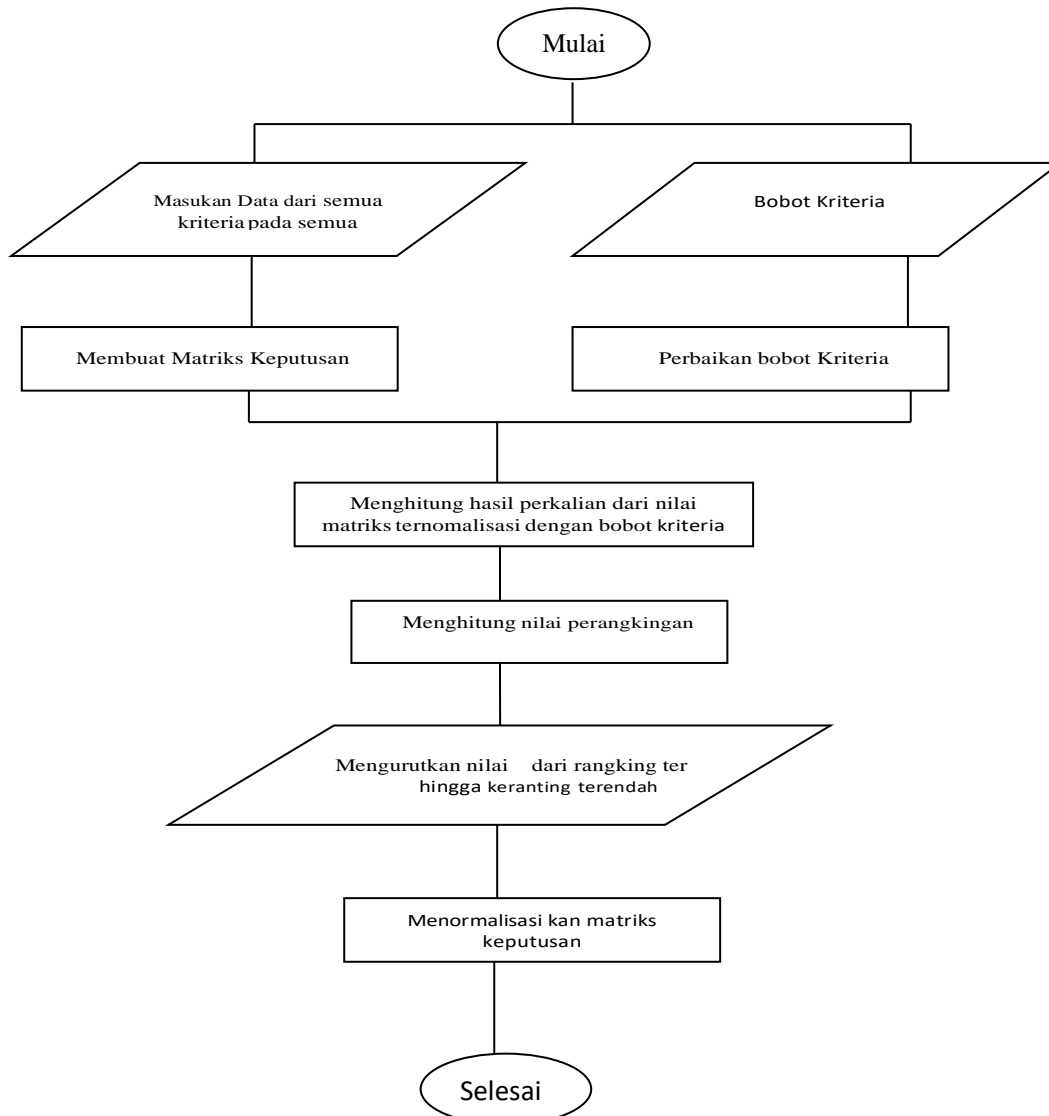 Mulai
Masukan Data dari semua
kriteria pada semua
Bobot Kriteria
Membuat Matriks Keputusan
Perbaikan bobot Kriteria
Menghitung hasil perkalian dari nilai
matriks ternomalisasi dengan bobot kriteria
Menghitung nilai perangkingan
Mengurutkan nilai dari rangking ter
hingga keranting terendah
Menormalisasi kan matriks
keputusan
Selesai